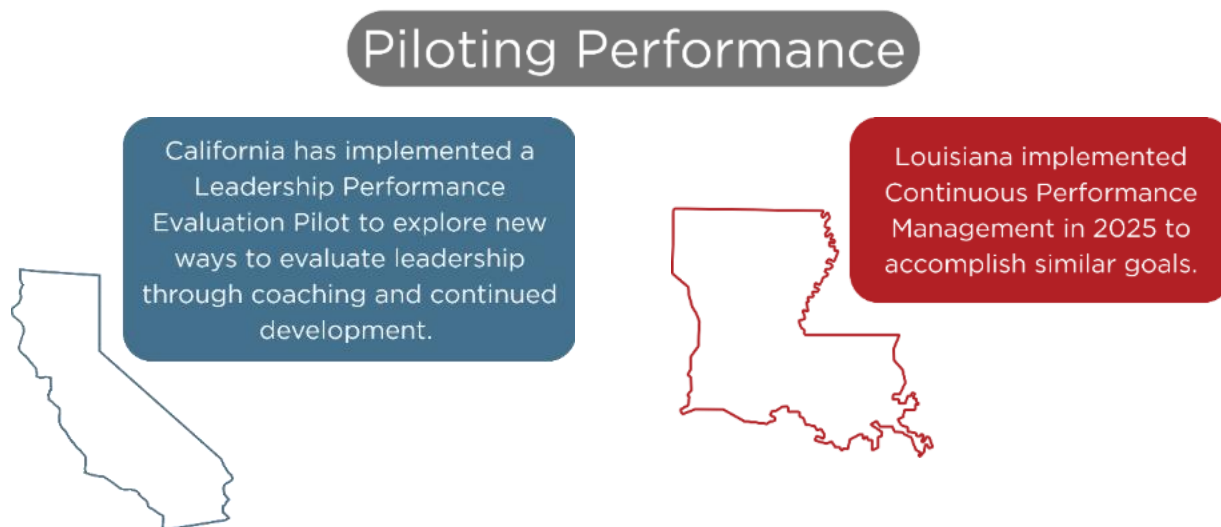 Piloting Performance
California has implemented a
Leadership Performance
Evaluation Pilot to explore new
ways to evaluate leadership
through coaching and continued
development.
Louisiana implemented
Continuous Performance
Management in 2025 to
accomplish similar goals.